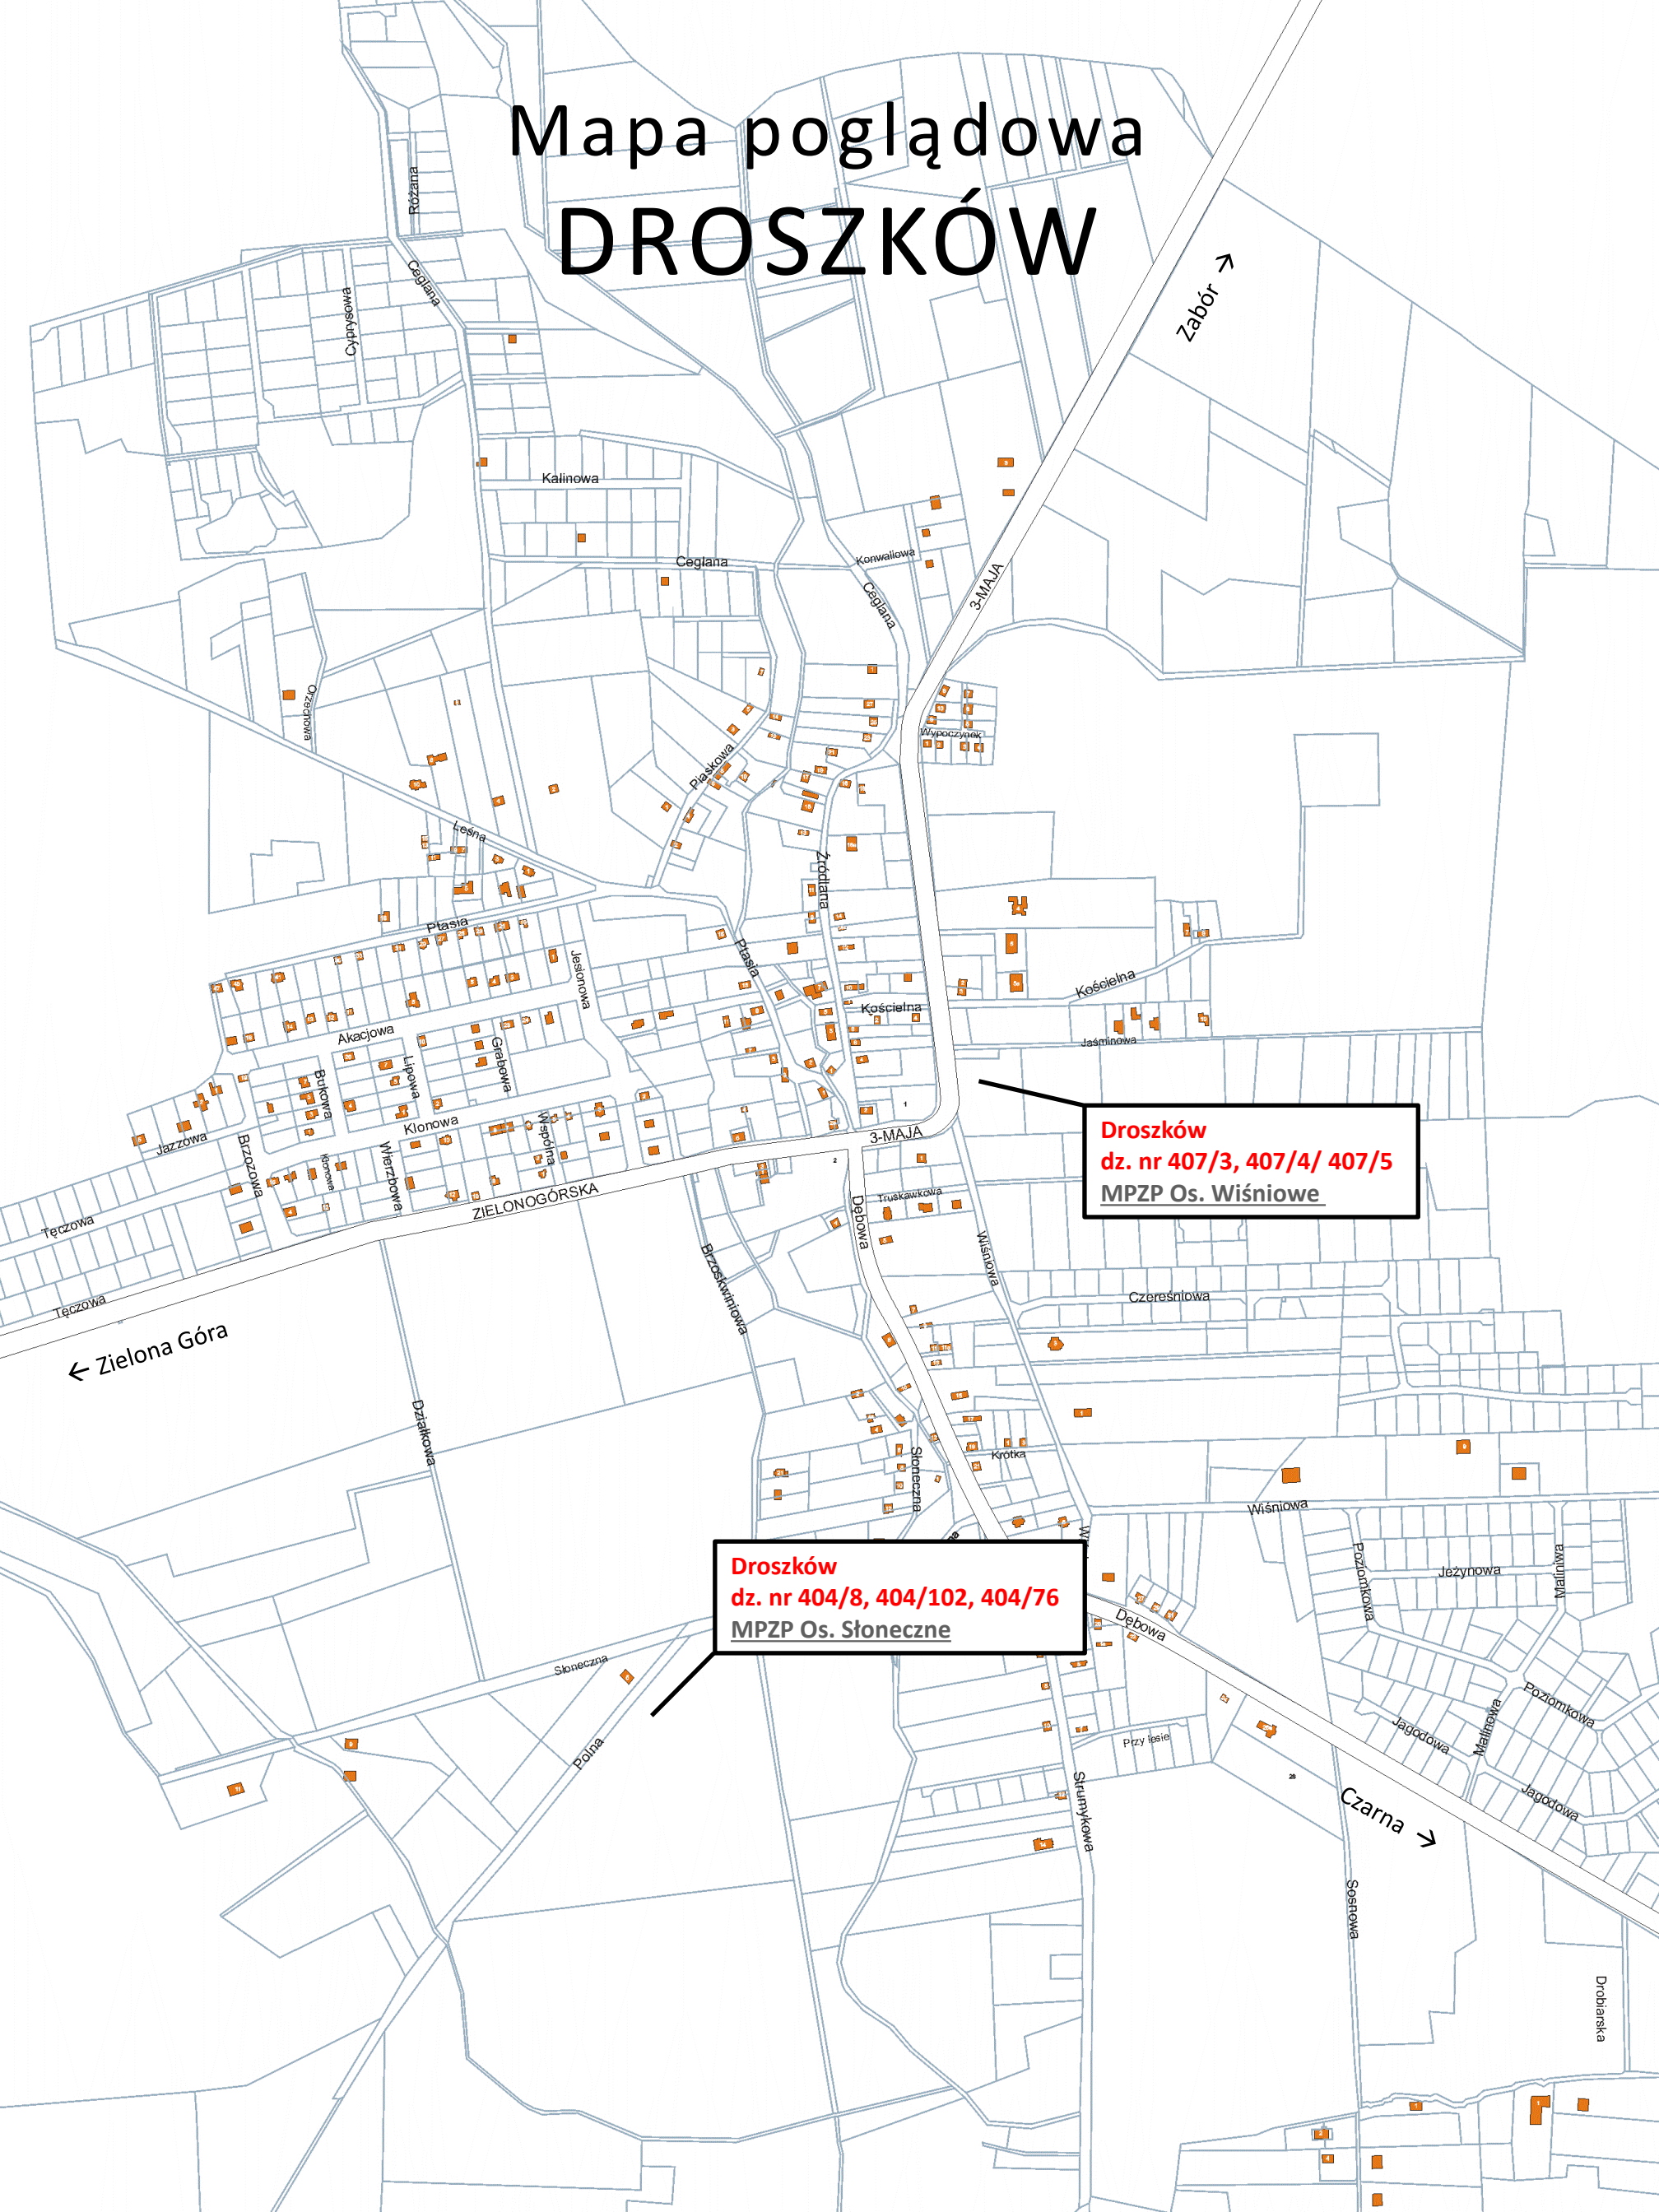 Mapa poglądowa
DROSZKÓW
Różana
Ceglana
Cyprysowa
Zabór →
Kalinowa
Ceglana
Konwaliowa
Ceglana
3-MAJA
Orzechowa
Wypoczynek
Piaskowa
Leśna
Źródlana
Ptasia
Ptasia
Jesionowa
Kościelna
Kościelna
Akacjowa
Jaśminowa
Grabowa
Lipowa
Bukowa
Klonowa
Wspólna
3-MAJA
Jazzowa
Brzozowa
Klonowa
Wierzbowa
Droszków
dz. nr 407/3, 407/4/ 407/5
MPZP Os. Wiśniowe
ZIELONOGÓRSKA
Truskawkowa
Tęczowa
Dębowa
Wiśniowa
Brzoskwiniowa
Czereśniowa
Tęczowa
← Zielona Góra
Działkowa
Krótka
Słoneczna
Wiśniowa
Droszków
dz. nr 404/8, 404/102, 404/76
MPZP Os. Słoneczne
Poziomkowa
Jeżynowa
Maliniwa
Dębowa
Słoneczna
Poziomkowa
Jagodowa
Malinowa
Przy lesie
Polna
Strumykowa
Jagodowa
Czarna →
Sosnowa
Drobiarska